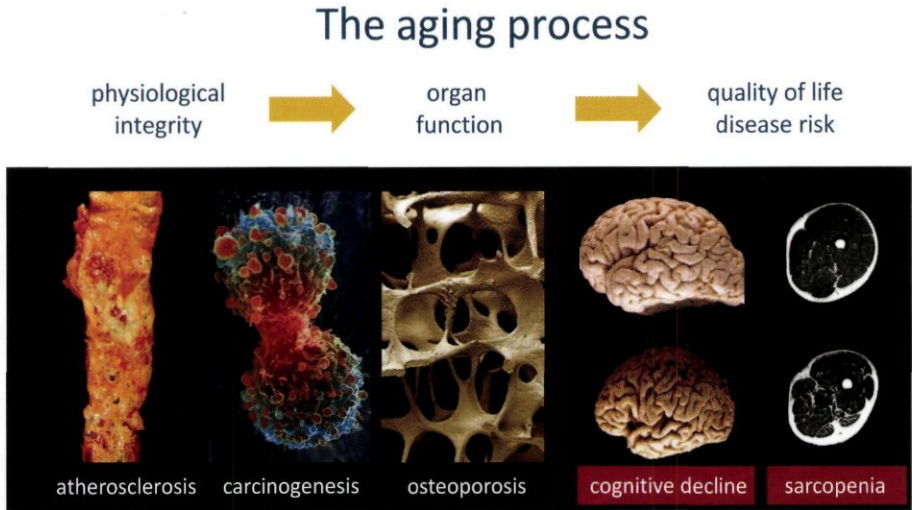 The aging process
physiological
integrity
organ
function
quality of life
disease risk
atherosclerosis
carcinogenesis
osteoporosis
cognitive decline
sarcopenia